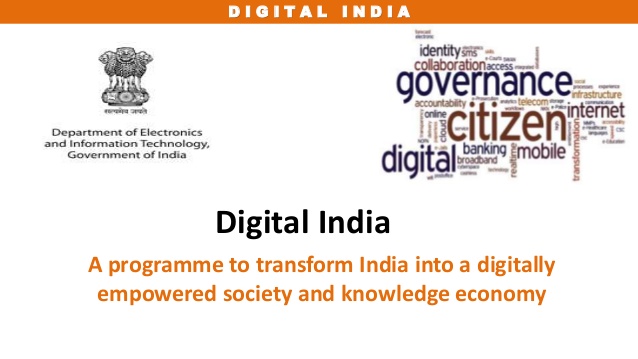 DIGITAL INDIA
सत्यमेव जयते
Department of Electronics
and Information Technology,
Government of India
identity sms
collaboration access
governance
accountability telecom infrastructure
online internet
cloud citizen
digital banking
broadband realtime mobile
transformation
Digital India
A programme to transform India into a digitally
empowered society and knowledge economy